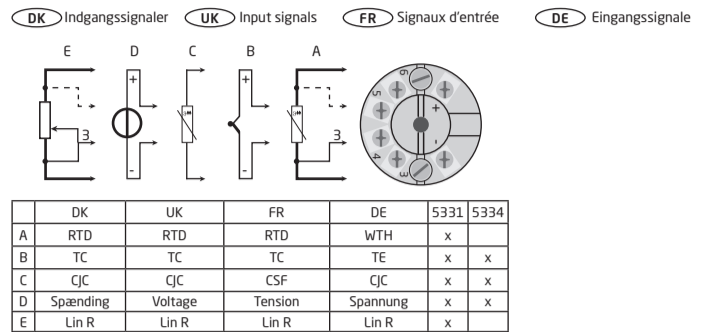 DK Indgangssignaler UK Input signals FR Signaux d'entrée DE Eingangssignale
E D C B A
+ +
3 3
- -
6
5
+
-
4
3
DK UK FR DE 5331 5334
A RTD RTD RTD WTH x
B TC TC TC TE x x
C CJC CJC CSF CJC x x
D Spænding Voltage Tension Spannung x x
E Lin R Lin R Lin R Lin R x